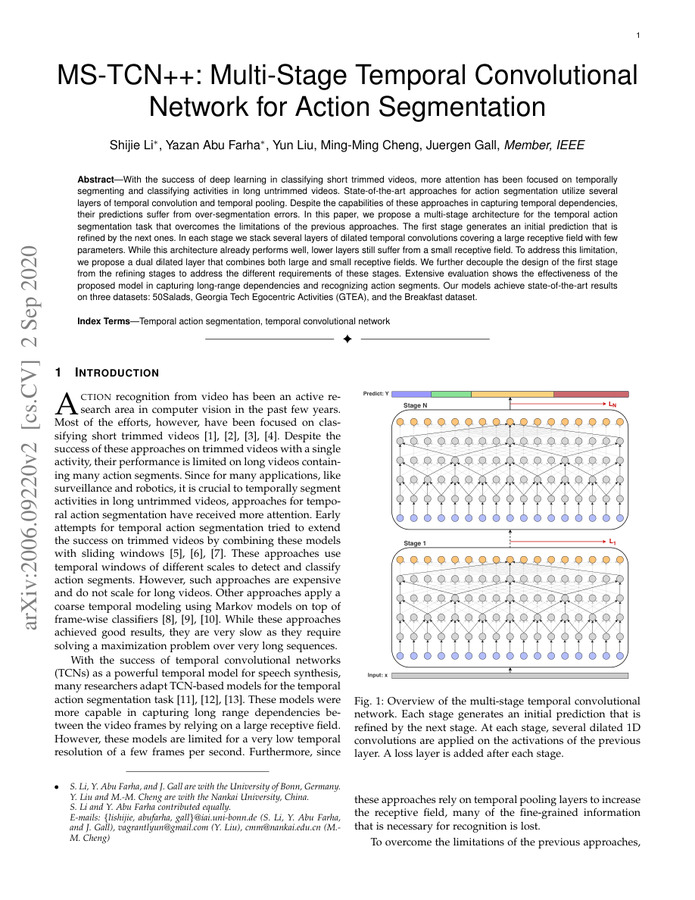 1
MS-TCN++: Multi-Stage Temporal Convolutional
Network for Action Segmentation
Shijie Li∗, Yazan Abu Farha∗, Yun Liu, Ming-Ming Cheng, Juergen Gall, Member, IEEE
Abstract—With the success of deep learning in classifying short trimmed videos, more attention has been focused on temporally
segmenting and classifying activities in long untrimmed videos. State-of-the-art approaches for action segmentation utilize several
layers of temporal convolution and temporal pooling. Despite the capabilities of these approaches in capturing temporal dependencies,
their predictions suffer from over-segmentation errors. In this paper, we propose a multi-stage architecture for the temporal action
segmentation task that overcomes the limitations of the previous approaches. The first stage generates an initial prediction that is
refined by the next ones. In each stage we stack several layers of dilated temporal convolutions covering a large receptive field with few
parameters. While this architecture already performs well, lower layers still suffer from a small receptive field. To address this limitation,
we propose a dual dilated layer that combines both large and small receptive fields. We further decouple the design of the first stage
from the refining stages to address the different requirements of these stages. Extensive evaluation shows the effectiveness of the
proposed model in capturing long-range dependencies and recognizing action segments. Our models achieve state-of-the-art results
on three datasets: 50Salads, Georgia Tech Egocentric Activities (GTEA), and the Breakfast dataset.
Index Terms—Temporal action segmentation, temporal convolutional network
arXiv:2006.09220v2 [cs.CV] 2 Sep 2020
1 INTRODUCTION
ACTION recognition from video has been an active re-
search area in computer vision in the past few years.
Most of the efforts, however, have been focused on clas-
sifying short trimmed videos [1], [2], [3], [4]. Despite the
success of these approaches on trimmed videos with a single
activity, their performance is limited on long videos contain-
ing many action segments. Since for many applications, like
surveillance and robotics, it is crucial to temporally segment
activities in long untrimmed videos, approaches for tempo-
ral action segmentation have received more attention. Early
attempts for temporal action segmentation tried to extend
the success on trimmed videos by combining these models
with sliding windows [5], [6], [7]. These approaches use
temporal windows of different scales to detect and classify
action segments. However, such approaches are expensive
and do not scale for long videos. Other approaches apply a
coarse temporal modeling using Markov models on top of
frame-wise classifiers [8], [9], [10]. While these approaches
achieved good results, they are very slow as they require
solving a maximization problem over very long sequences.
With the success of temporal convolutional networks
(TCNs) as a powerful temporal model for speech synthesis,
many researchers adapt TCN-based models for the temporal
action segmentation task [11], [12], [13]. These models were
more capable in capturing long range dependencies be-
tween the video frames by relying on a large receptive field.
However, these models are limited for a very low temporal
resolution of a few frames per second. Furthermore, since
• S. Li, Y. Abu Farha, and J. Gall are with the University of Bonn, Germany.
Y. Liu and M.-M. Cheng are with the Nankai University, China.
S. Li and Y. Abu Farha contributed equally.
E-mails: {lishijie, abufarha, gall}@iai.uni-bonn.de (S. Li, Y. Abu Farha,
and J. Gall), vagrantlyun@gmail.com (Y. Liu), cmm@nankai.edu.cn (M.-
M. Cheng)
Predict: Y
Stage N
LN
Stage 1
L1
Input: x
Fig. 1: Overview of the multi-stage temporal convolutional
network. Each stage generates an initial prediction that is
refined by the next stage. At each stage, several dilated 1D
convolutions are applied on the activations of the previous
layer. A loss layer is added after each stage.
these approaches rely on temporal pooling layers to increase
the receptive field, many of the fine-grained information
that is necessary for recognition is lost.
To overcome the limitations of the previous approaches,